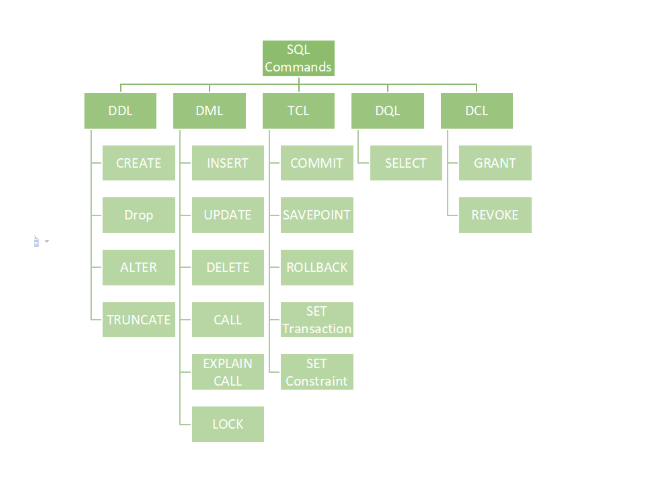 SQL
Commands
DDL
DML
TCL
DQL
DCL
CREATE
INSERT
COMMIT
SELECT
GRANT
Drop
UPDATE
SAVEPOINT
REVOKE
ALTER
DELETE
ROLLBACK
TRUNCATE
CALL
SET
Transaction
EXPLAIN
CALL
SET
Constraint
LOCK